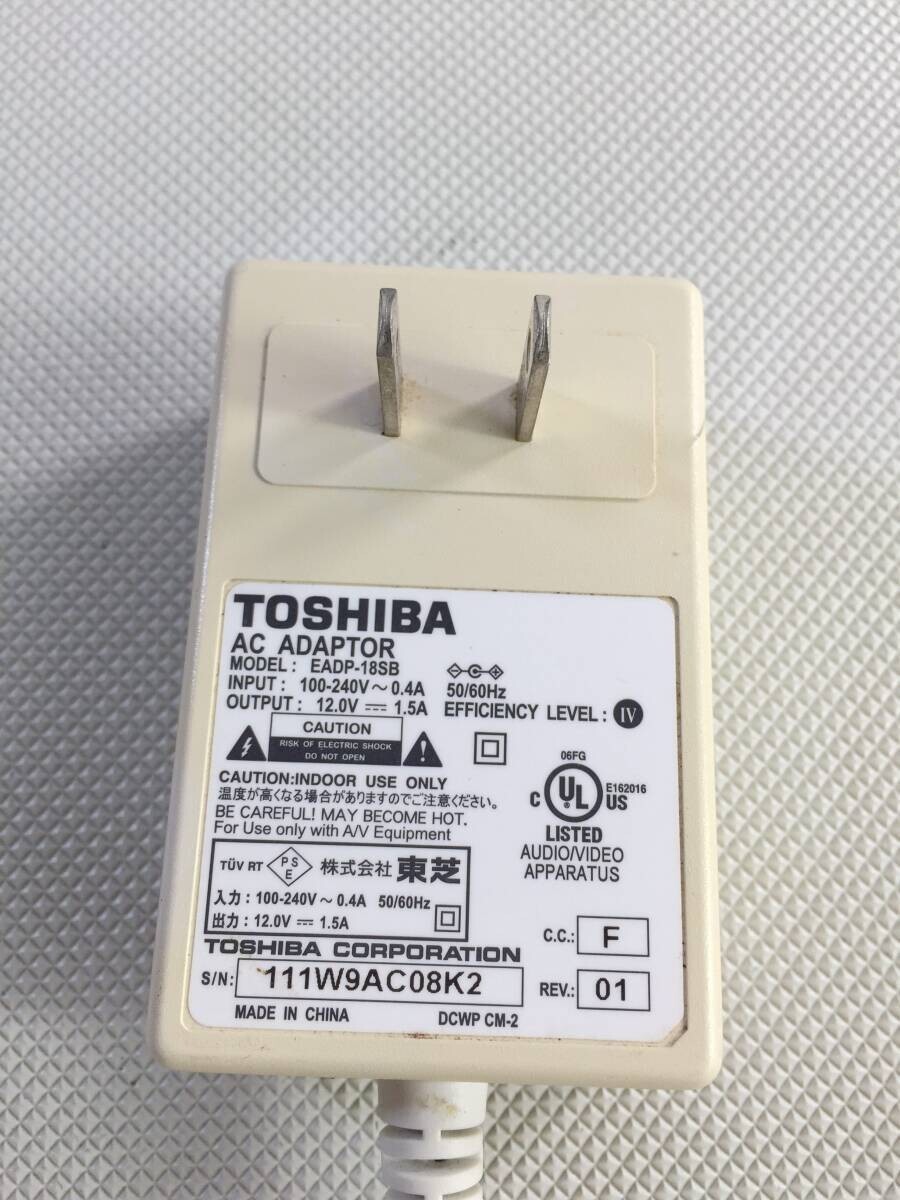 TOSHIBA
AC ADAPTOR
MODEL : EADP-18SB
INPUT : 100-240V～0.4A 50/60Hz
OUTPUT : 12.0V ⎓ 1.5A EFFICIENCY LEVEL : IV
CAUTION
RISK OF ELECTRIC SHOCK
DO NOT OPEN
CAUTION:INDOOR USE ONLY
温度が高くなる場合がありますのでご注意ください。
BE CAREFUL! MAY BECOME HOT.
For Use only with A/V Equipment
06FG
C UL US
E162016
LISTED
AUDIO/VIDEO
APPARATUS
TÜV RT PSE 株式会社 東芝
入力 : 100-240V～0.4A 50/60Hz
出力 : 12.0V ⎓ 1.5A
TOSHIBA CORPORATION
C.C.: F
S/N: 111W9AC08K2
REV.: 01
MADE IN CHINA DCWP CM-2